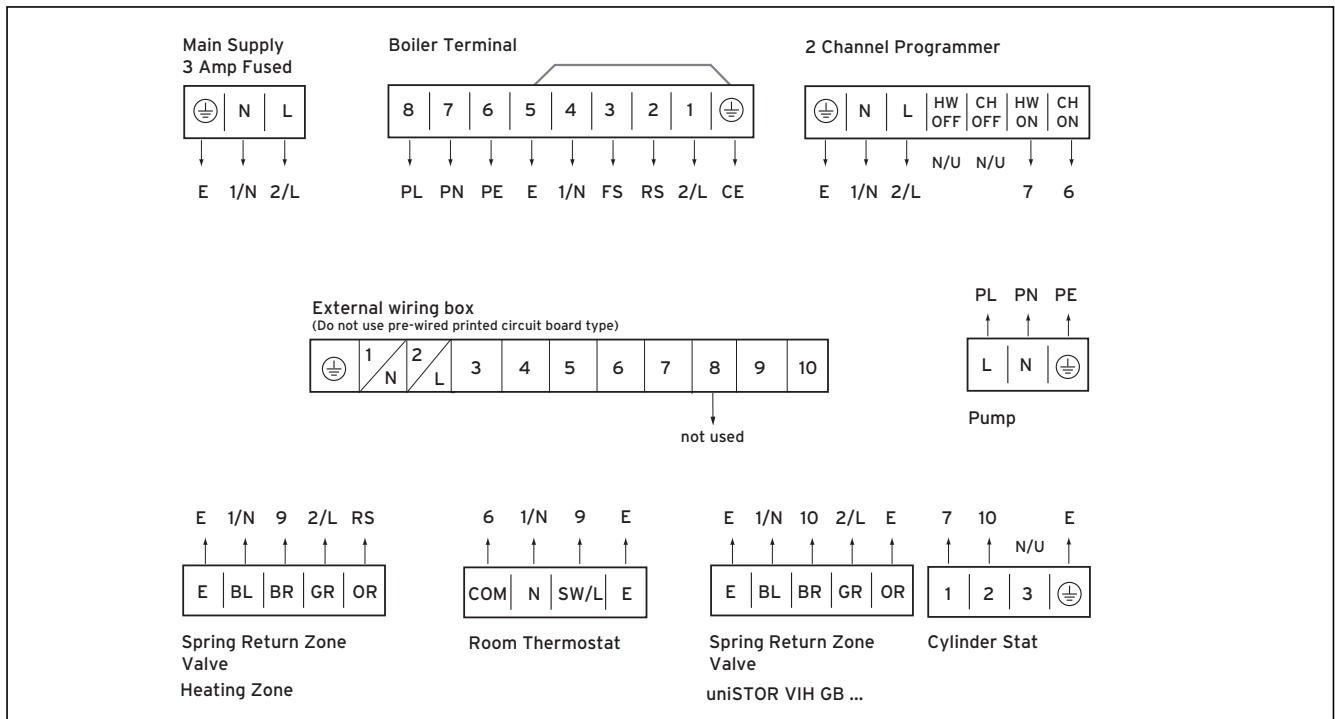 Main Supply
3 Amp Fused
N L
E 1/N 2/L
Boiler Terminal
8 7 6 5 4 3 2 1
PL PN PE E 1/N FS RS 2/L CE
2 Channel Programmer
N L HW OFF CH OFF HW ON CH ON
N/U N/U
E 1/N 2/L 7 6
External wiring box
(Do not use pre-wired printed circuit board type)
1/N 2/L 3 4 5 6 7 8 9 10
not used
PL PN PE
L N
Pump
E 1/N 9 2/L RS
E BL BR GR OR
Spring Return Zone
Valve
Heating Zone
6 1/N 9 E
COM N SW/L E
Room Thermostat
E 1/N 10 2/L E
E BL BR GR OR
Spring Return Zone
Valve
uniSTOR VIH GB ...
7 10 E
N/U
1 2 3
Cylinder Stat